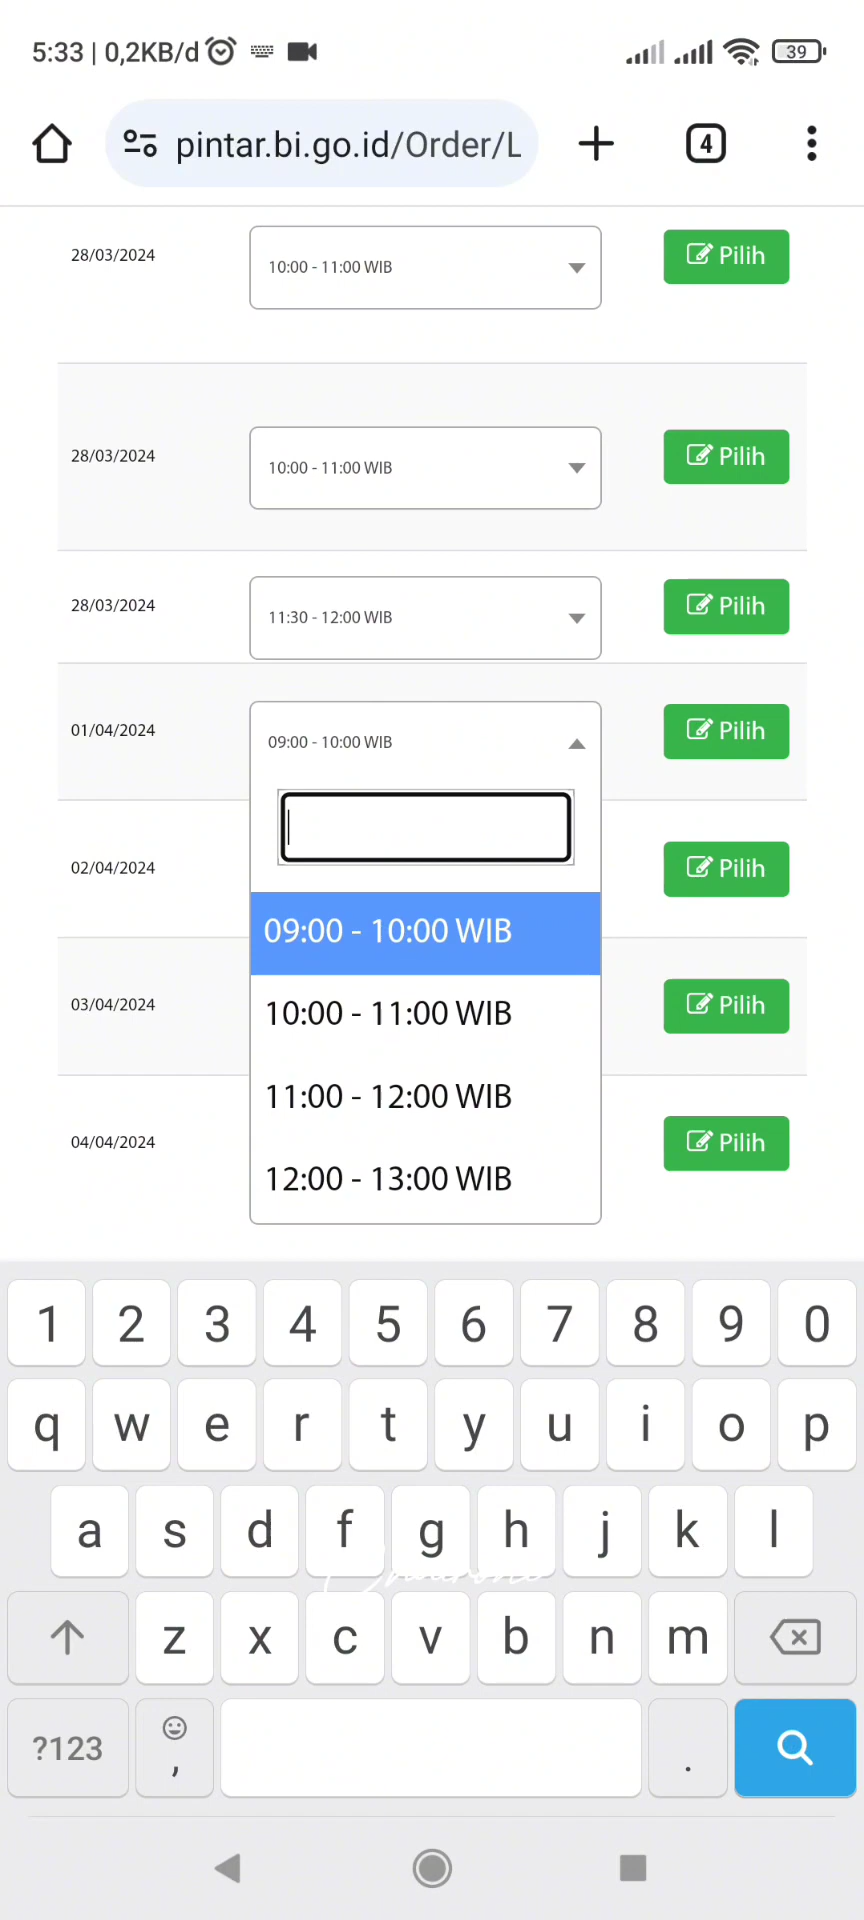 5:33 | 0,2KB/d 39
pintar.bi.go.id/Order/L 4
28/03/2024 10:00 - 11:00 WIB Pilih
28/03/2024 10:00 - 11:00 WIB Pilih
28/03/2024 11:30 - 12:00 WIB Pilih
01/04/2024 09:00 - 10:00 WIB Pilih
02/04/2024 Pilih
09:00 - 10:00 WIB
03/04/2024 10:00 - 11:00 WIB Pilih
11:00 - 12:00 WIB
04/04/2024 Pilih
12:00 - 13:00 WIB
1 2 3 4 5 6 7 8 9 0
q w e r t y u i o p
a s d f g h j k l
z x c v b n m
?123 , .